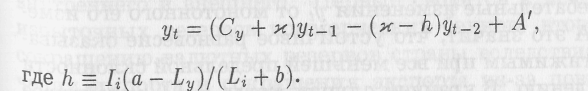 y_t = (C_y + ϰ)y_{t−1} − (ϰ − h)y_{t−2} + A′,
где h ≡ I_i(a − L_y)/(L_i + b).